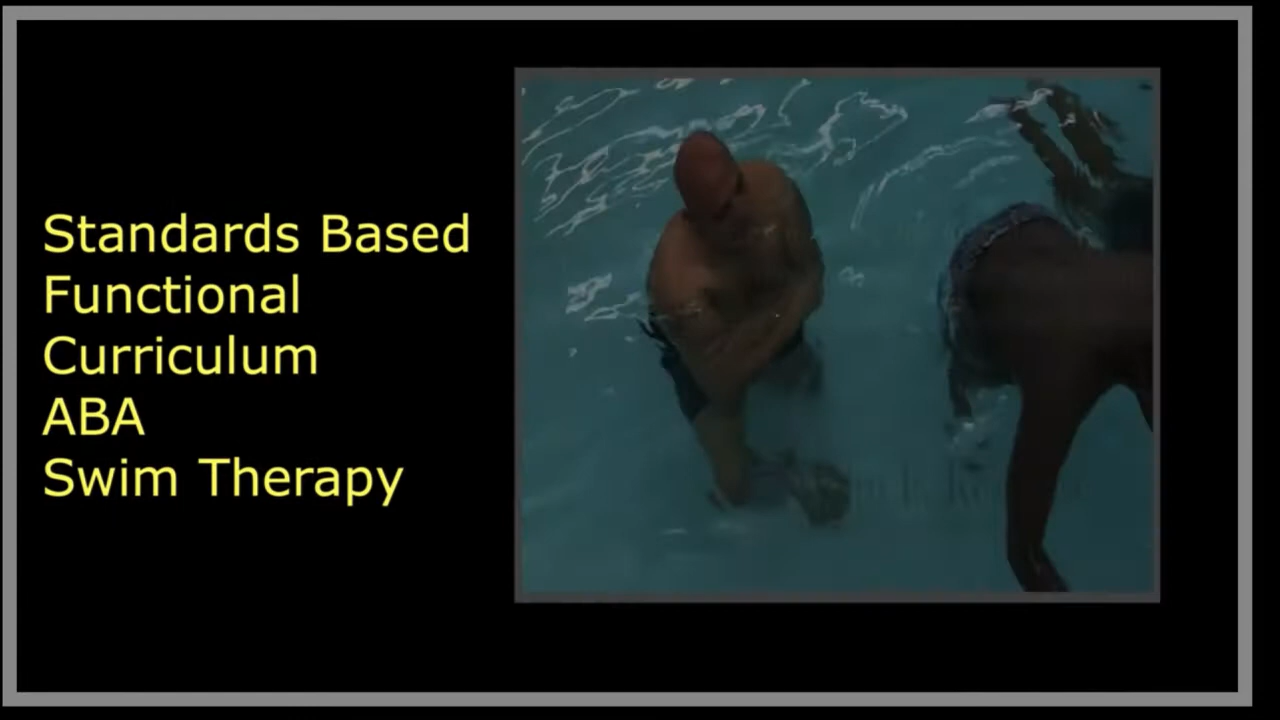 Standards Based
Functional
Curriculum
ABA
Swim Therapy